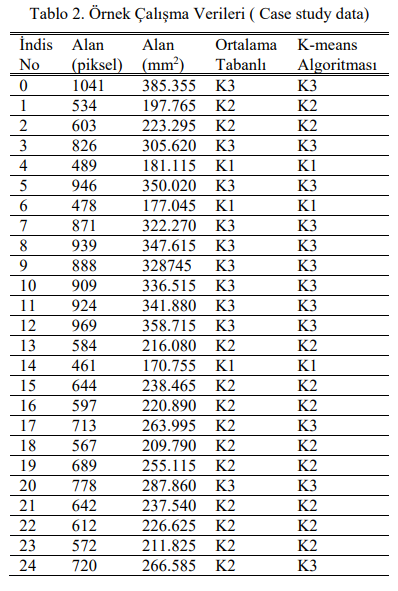 Tablo 2. Örnek Çalışma Verileri ( Case study data)
İndis No Alan (piksel) Alan (mm²) Ortalama Tabanlı K-means Algoritması
0 1041 385.355 K3 K3
1 534 197.765 K2 K2
2 603 223.295 K2 K2
3 826 305.620 K3 K3
4 489 181.115 K1 K1
5 946 350.020 K3 K3
6 478 177.045 K1 K1
7 871 322.270 K3 K3
8 939 347.615 K3 K3
9 888 328745 K3 K3
10 909 336.515 K3 K3
11 924 341.880 K3 K3
12 969 358.715 K3 K3
13 584 216.080 K2 K2
14 461 170.755 K1 K1
15 644 238.465 K2 K2
16 597 220.890 K2 K2
17 713 263.995 K2 K3
18 567 209.790 K2 K2
19 689 255.115 K2 K2
20 778 287.860 K3 K3
21 642 237.540 K2 K2
22 612 226.625 K2 K2
23 572 211.825 K2 K2
24 720 266.585 K2 K3